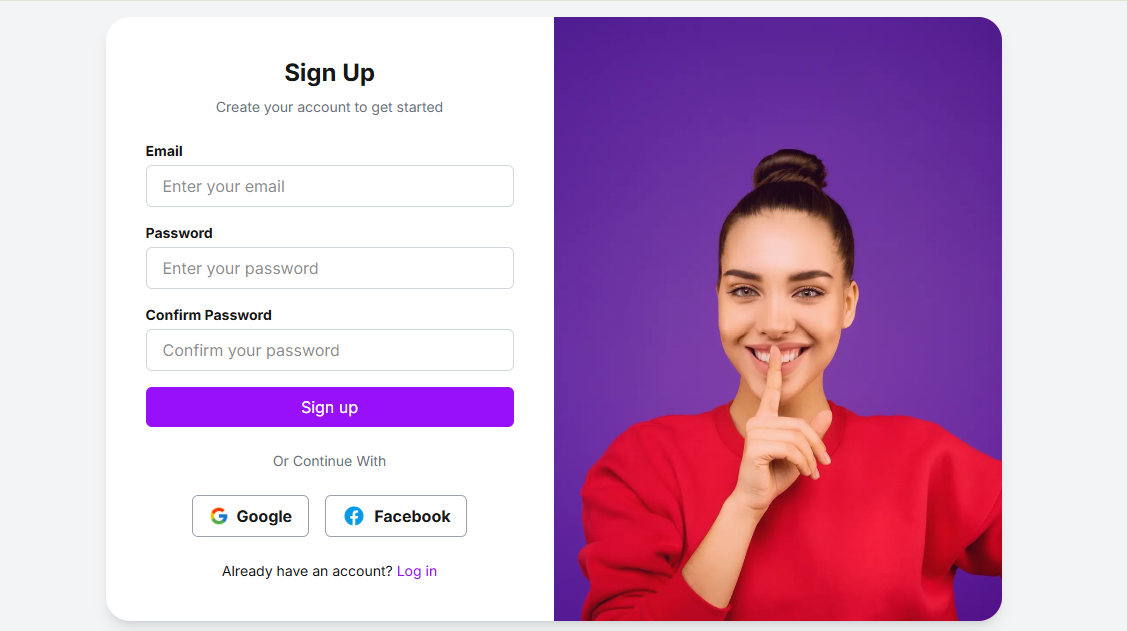 Sign Up
Create your account to get started
Email
Enter your email
Password
Enter your password
Confirm Password
Confirm your password
Sign up
Or Continue With
Google
Facebook
Already have an account? Log in